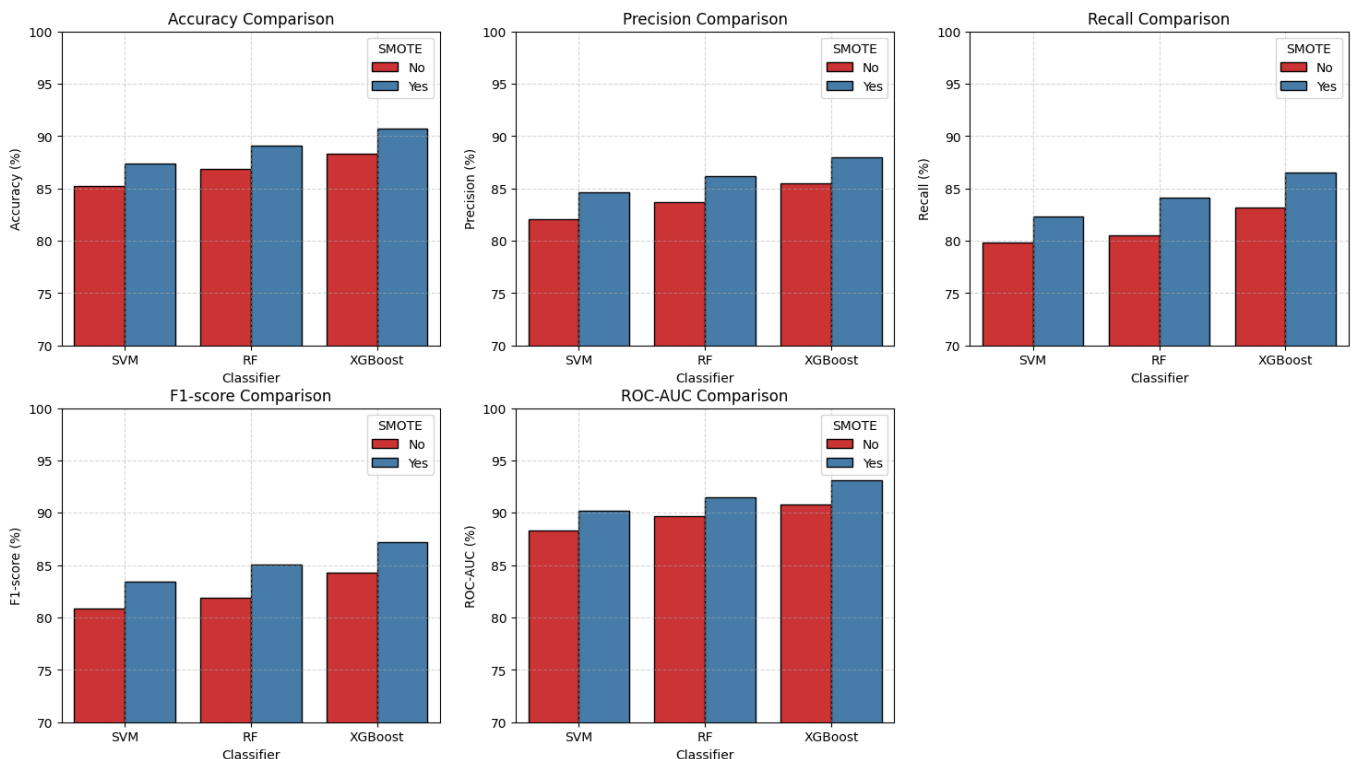 Accuracy Comparison
100
95
90
85
80
75
70
Accuracy (%)
SMOTE
No
Yes
SVM RF XGBoost
Classifier
Precision Comparison
100
95
90
85
80
75
70
Precision (%)
SMOTE
No
Yes
SVM RF XGBoost
Classifier
Recall Comparison
100
95
90
85
80
75
70
Recall (%)
SMOTE
No
Yes
SVM RF XGBoost
Classifier
F1-score Comparison
100
95
90
85
80
75
70
F1-score (%)
SMOTE
No
Yes
SVM RF XGBoost
Classifier
ROC-AUC Comparison
100
95
90
85
80
75
70
ROC-AUC (%)
SMOTE
No
Yes
SVM RF XGBoost
Classifier